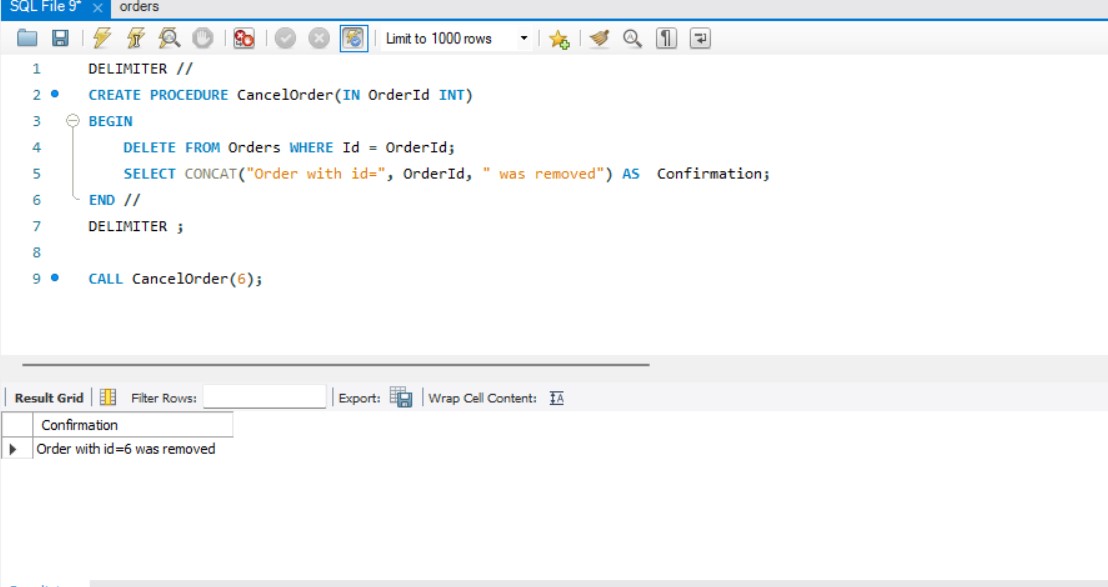 SQL File 9* × orders
Limit to 1000 rows
1 DELIMITER //
2 CREATE PROCEDURE CancelOrder(IN OrderId INT)
3 BEGIN
4 DELETE FROM Orders WHERE Id = OrderId;
5 SELECT CONCAT("Order with id=", OrderId, " was removed") AS  Confirmation;
6 END //
7 DELIMITER ;
8
9 CALL CancelOrder(6);
Result Grid Filter Rows: Export: Wrap Cell Content: IA
Confirmation
Order with id=6 was removed